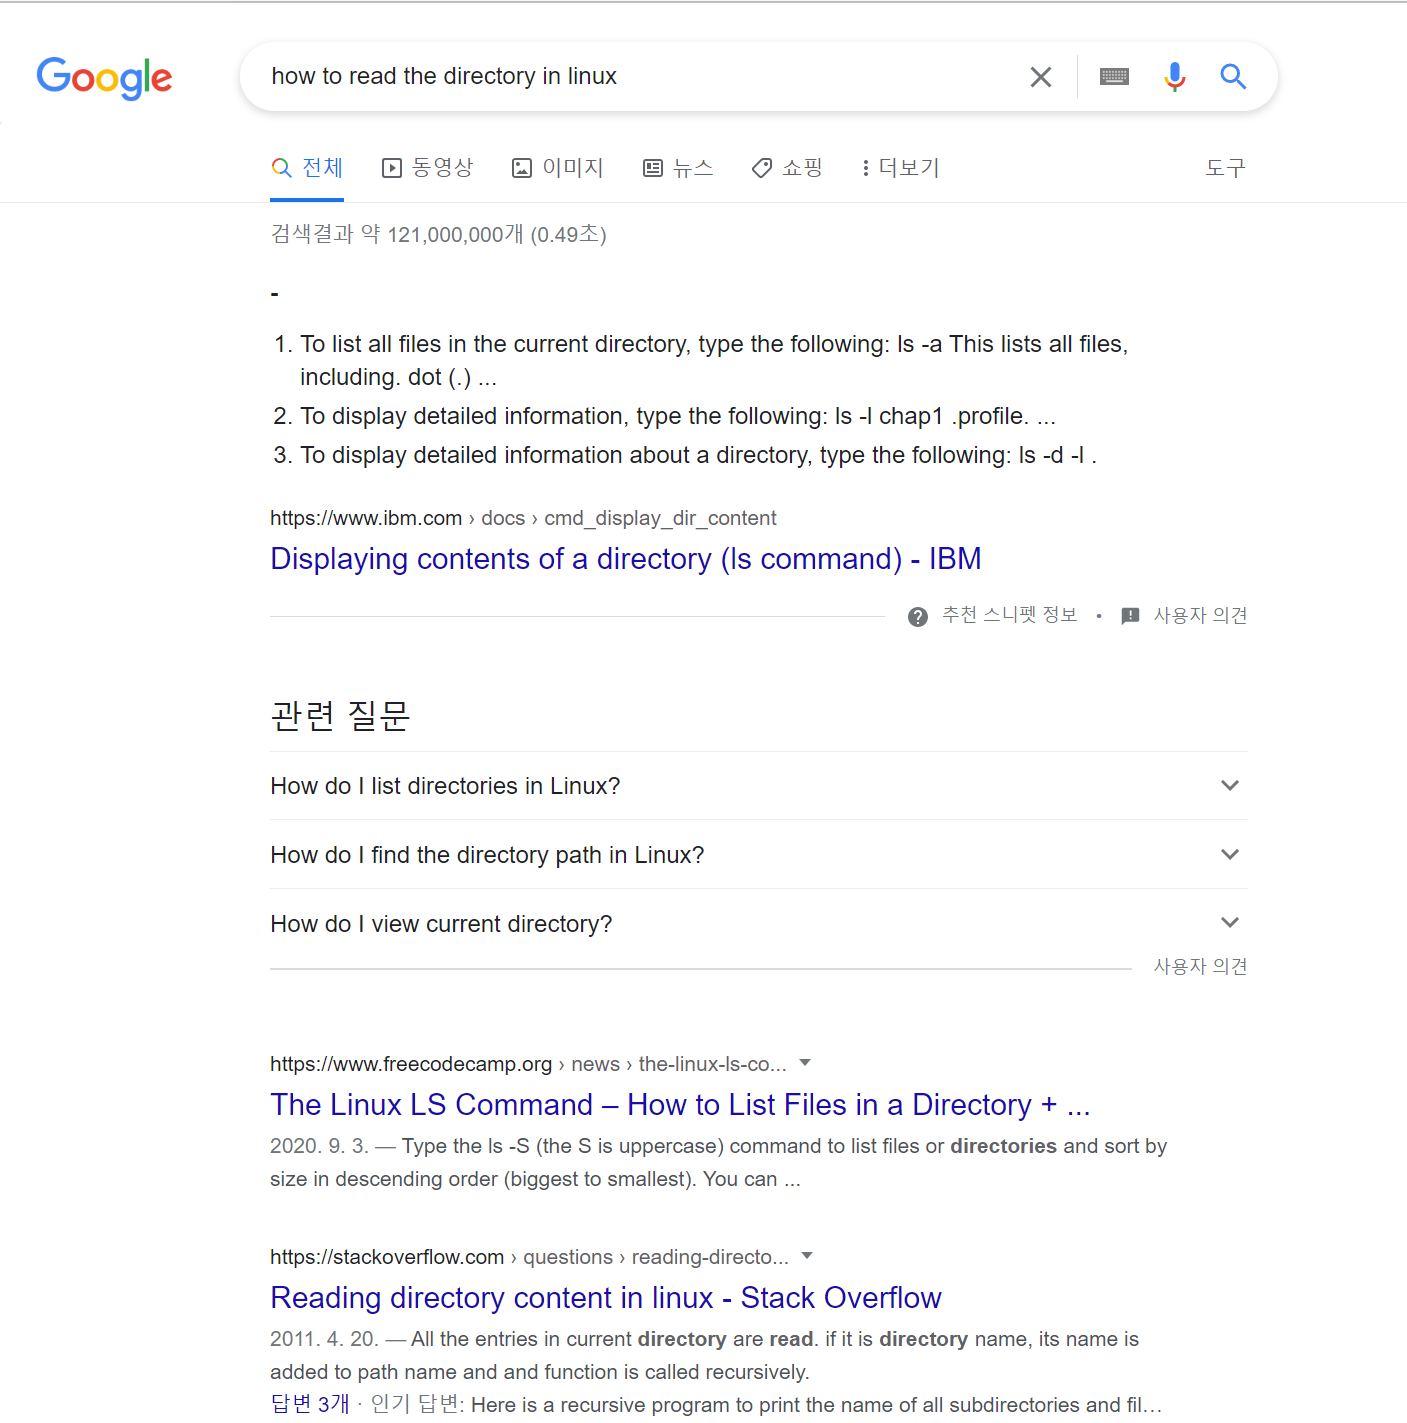 Google
how to read the directory in linux
전체
동영상
이미지
뉴스
쇼핑
더보기
도구
검색결과 약 121,000,000개 (0.49초)
-
1. To list all files in the current directory, type the following: ls -a This lists all files,
including. dot (.) ...
2. To display detailed information, type the following: ls -l chap1 .profile. ...
3. To display detailed information about a directory, type the following: ls -d -l .
https://www.ibm.com › docs › cmd_display_dir_content
Displaying contents of a directory (ls command) - IBM
추천 스니펫 정보 • 사용자 의견
관련 질문
How do I list directories in Linux?
How do I find the directory path in Linux?
How do I view current directory?
사용자 의견
https://www.freecodecamp.org › news › the-linux-ls-co...
The Linux LS Command – How to List Files in a Directory + ...
2020. 9. 3. — Type the ls -S (the S is uppercase) command to list files or directories and sort by
size in descending order (biggest to smallest). You can ...
https://stackoverflow.com › questions › reading-directo...
Reading directory content in linux - Stack Overflow
2011. 4. 20. — All the entries in current directory are read. if it is directory name, its name is
added to path name and and function is called recursively.
답변 3개 · 인기 답변: Here is a recursive program to print the name of all subdirectories and fil…